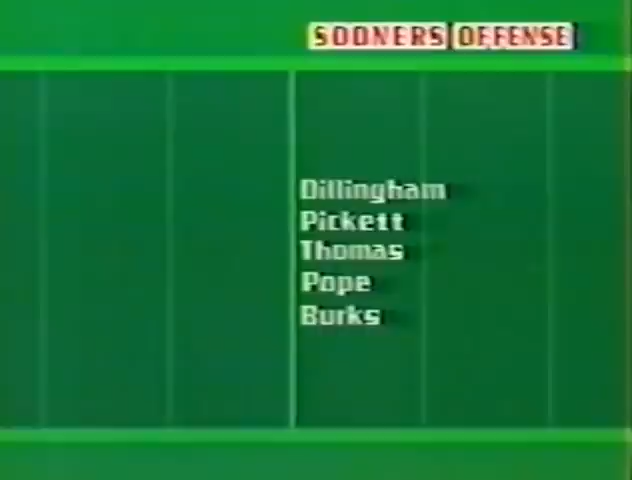 SOONERS OFFENSE
Dillingham
Pickett
Thomas
Pope
Burks